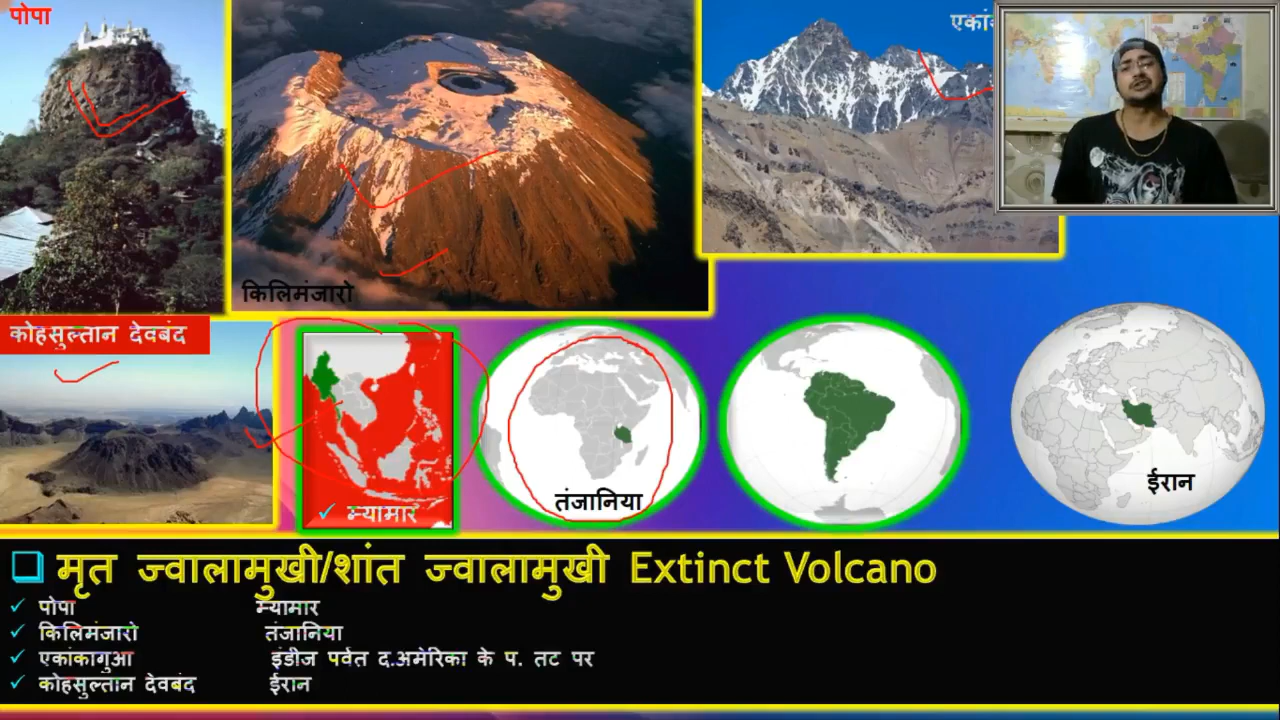 पोपा
किलिमंजारो
कोहसुल्तान देवबंद
म्यामार
तंजानिया
ईरान
मृत ज्वालामुखी/शांत ज्वालामुखी Extinct Volcano
पोपा म्यामार
किलिमंजारो तंजानिया
एकांकागुआ इंडीज पर्वत द.अमेरिका के प. तट पर
कोहसुल्तान देवबंद ईरान